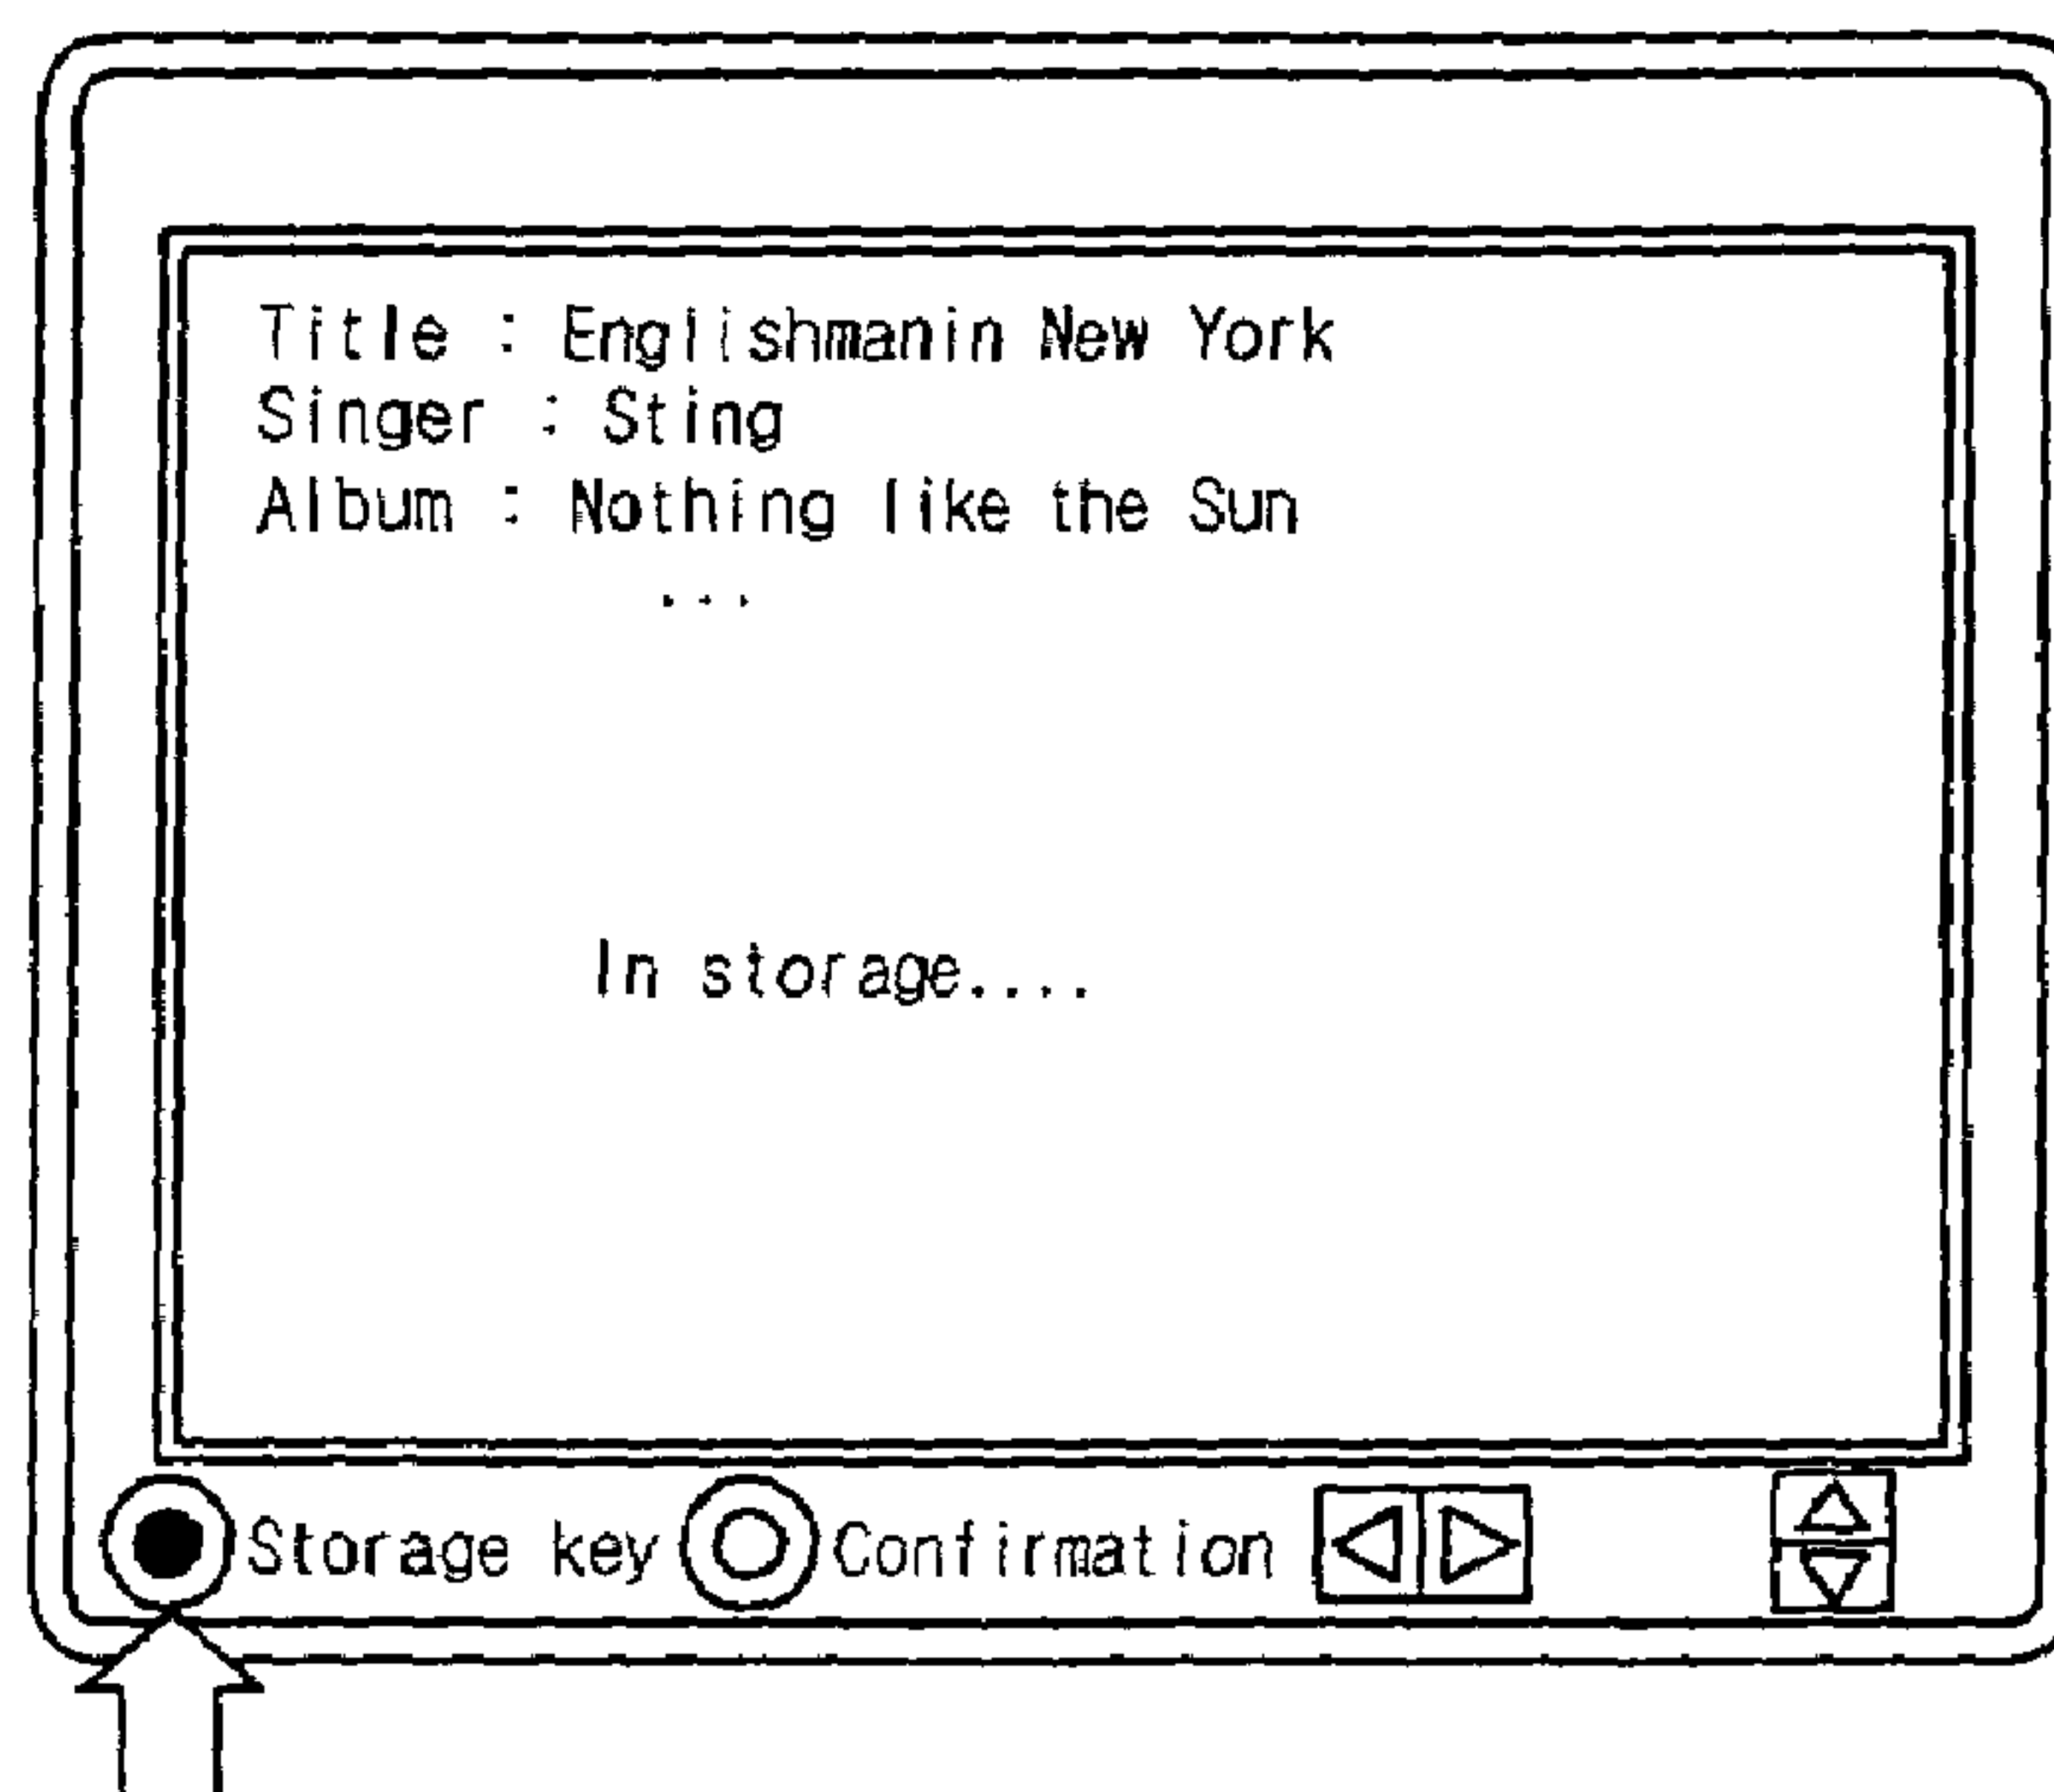 Title : Englishmanin New York
Singer : Sting
Album : Nothing like the Sun
...
In storage....
Storage key Confirmation